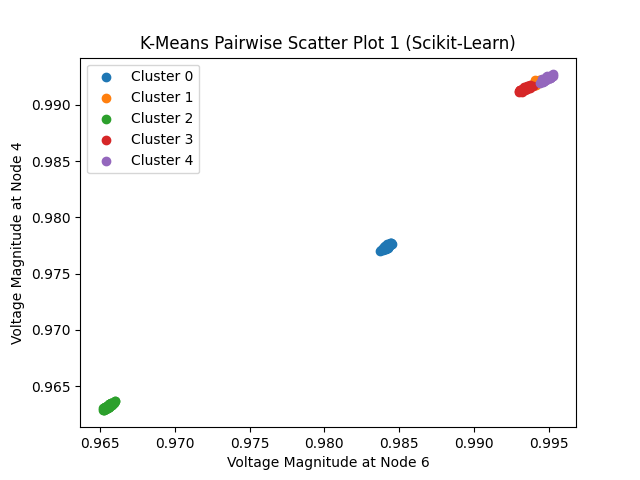 K-Means Pairwise Scatter Plot 1 (Scikit-Learn)
Cluster 0
Cluster 1
Cluster 2
Cluster 3
Cluster 4
Voltage Magnitude at Node 4
0.990
0.985
0.980
0.975
0.970
0.965
0.965 0.970 0.975 0.980 0.985 0.990 0.995
Voltage Magnitude at Node 6